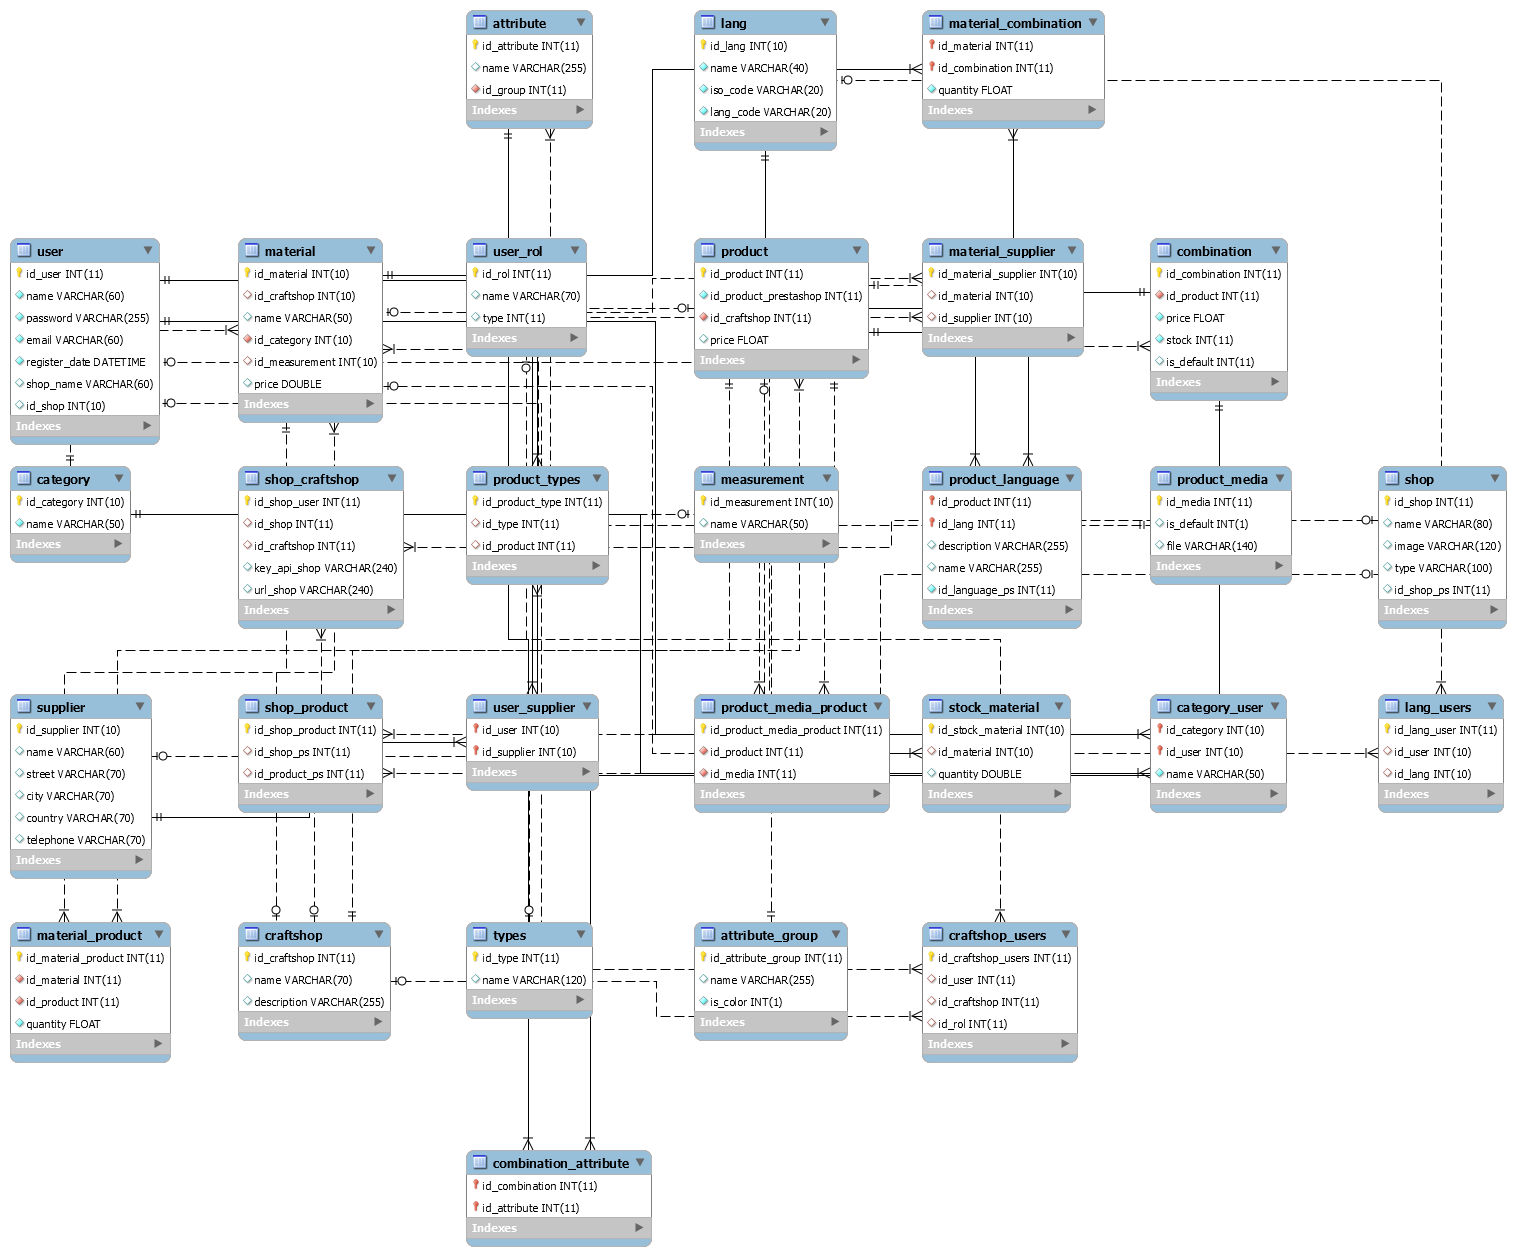 attribute
id_attribute INT(11)
name VARCHAR(255)
id_group INT(11)
Indexes
lang
id_lang INT(10)
name VARCHAR(40)
iso_code VARCHAR(20)
lang_code VARCHAR(20)
Indexes
material_combination
id_material INT(11)
id_combination INT(11)
quantity FLOAT
Indexes
user
id_user INT(11)
name VARCHAR(60)
password VARCHAR(255)
email VARCHAR(60)
register_date DATETIME
shop_name VARCHAR(60)
id_shop INT(10)
Indexes
material
id_material INT(10)
id_craftshop INT(10)
name VARCHAR(50)
id_category INT(10)
id_measurement INT(10)
price DOUBLE
Indexes
user_rol
id_rol INT(11)
name VARCHAR(70)
type INT(11)
Indexes
product
id_product INT(11)
id_product_prestashop INT(11)
id_craftshop INT(11)
price FLOAT
Indexes
material_supplier
id_material_supplier INT(10)
id_material INT(10)
id_supplier INT(10)
Indexes
combination
id_combination INT(11)
id_product INT(11)
price FLOAT
stock INT(11)
is_default INT(11)
Indexes
category
id_category INT(10)
name VARCHAR(50)
Indexes
shop_craftshop
id_shop_user INT(11)
id_shop INT(11)
id_craftshop INT(11)
key_api_shop VARCHAR(240)
url_shop VARCHAR(240)
Indexes
product_types
id_product_type INT(11)
id_type INT(11)
id_product INT(11)
Indexes
measurement
id_measurement INT(10)
name VARCHAR(50)
Indexes
product_language
id_product INT(11)
id_lang INT(11)
description VARCHAR(255)
name VARCHAR(255)
id_language_ps INT(11)
Indexes
product_media
id_media INT(11)
is_default INT(1)
file VARCHAR(140)
Indexes
shop
id_shop INT(11)
name VARCHAR(80)
image VARCHAR(120)
type VARCHAR(100)
id_shop_ps INT(11)
Indexes
supplier
id_supplier INT(10)
name VARCHAR(60)
street VARCHAR(70)
city VARCHAR(70)
country VARCHAR(70)
telephone VARCHAR(70)
Indexes
shop_product
id_shop_product INT(11)
id_shop_ps INT(11)
id_product_ps INT(11)
Indexes
user_supplier
id_user INT(10)
id_supplier INT(10)
Indexes
product_media_product
id_product_media_product INT(11)
id_product INT(11)
id_media INT(11)
Indexes
stock_material
id_stock_material INT(10)
id_material INT(10)
quantity DOUBLE
Indexes
category_user
id_category INT(10)
id_user INT(10)
name VARCHAR(50)
Indexes
lang_users
id_lang_user INT(11)
id_user INT(10)
id_lang INT(10)
Indexes
material_product
id_material_product INT(11)
id_material INT(11)
id_product INT(11)
quantity FLOAT
Indexes
craftshop
id_craftshop INT(11)
name VARCHAR(70)
description VARCHAR(255)
Indexes
types
id_type INT(11)
name VARCHAR(120)
Indexes
attribute_group
id_attribute_group INT(11)
name VARCHAR(255)
is_color INT(1)
Indexes
craftshop_users
id_craftshop_users INT(11)
id_user INT(11)
id_craftshop INT(11)
id_rol INT(11)
Indexes
combination_attribute
id_combination INT(11)
id_attribute INT(11)
Indexes